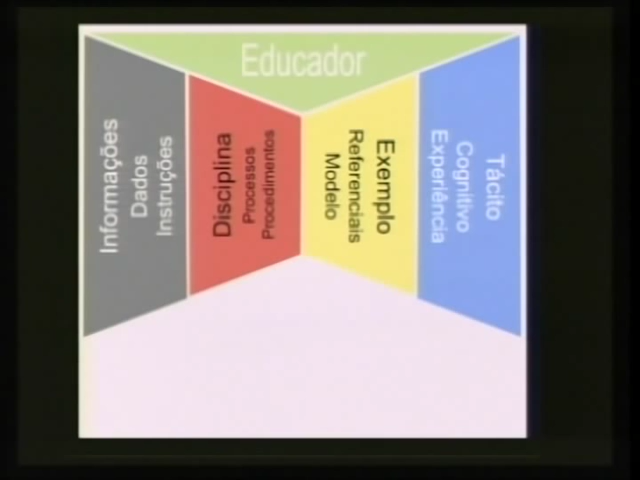 Educador
Informações
Dados
Instruções
Disciplina
Processos
Procedimentos
Exemplo
Referenciais
Modelo
Tácito
Cognitivo
Experiência